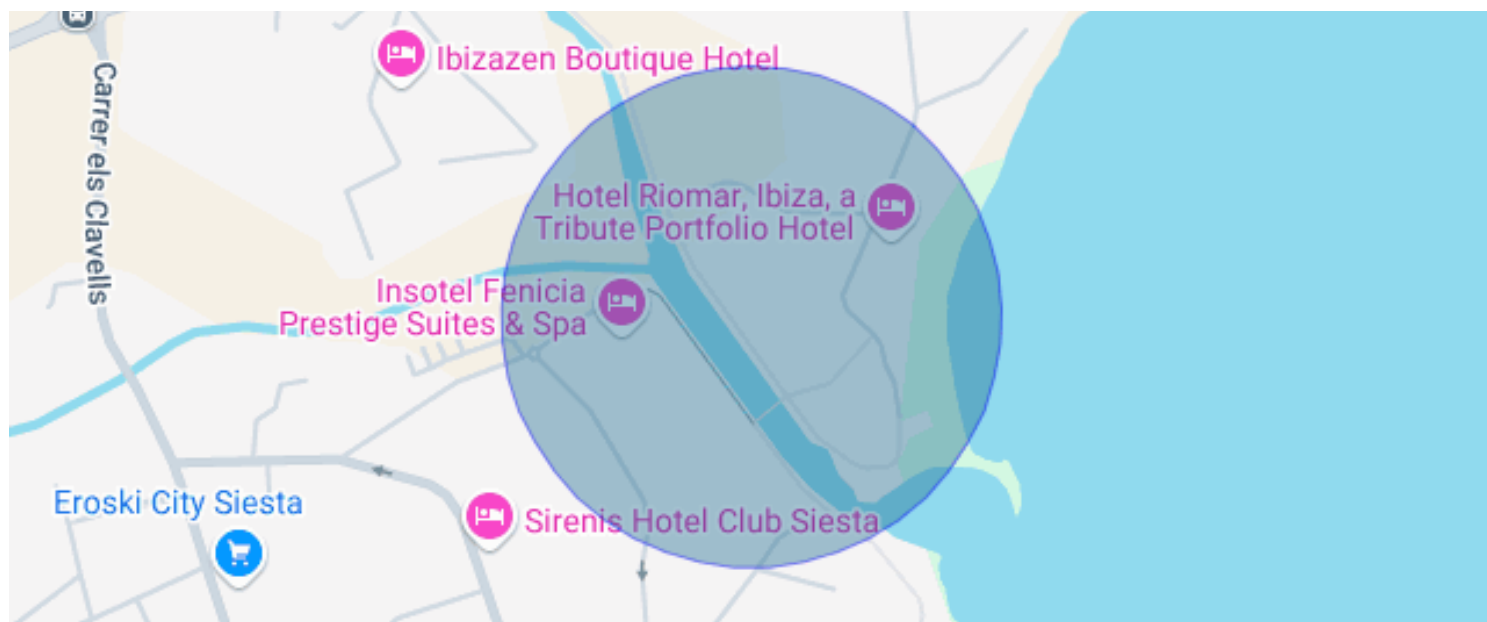 Ibizazen Boutique Hotel
Carrer els Clavells
Hotel Riomar, Ibiza, a
Tribute Portfolio Hotel
Insotel Fenicia
Prestige Suites & Spa
Eroski City Siesta
Sirenis Hotel Club Siesta